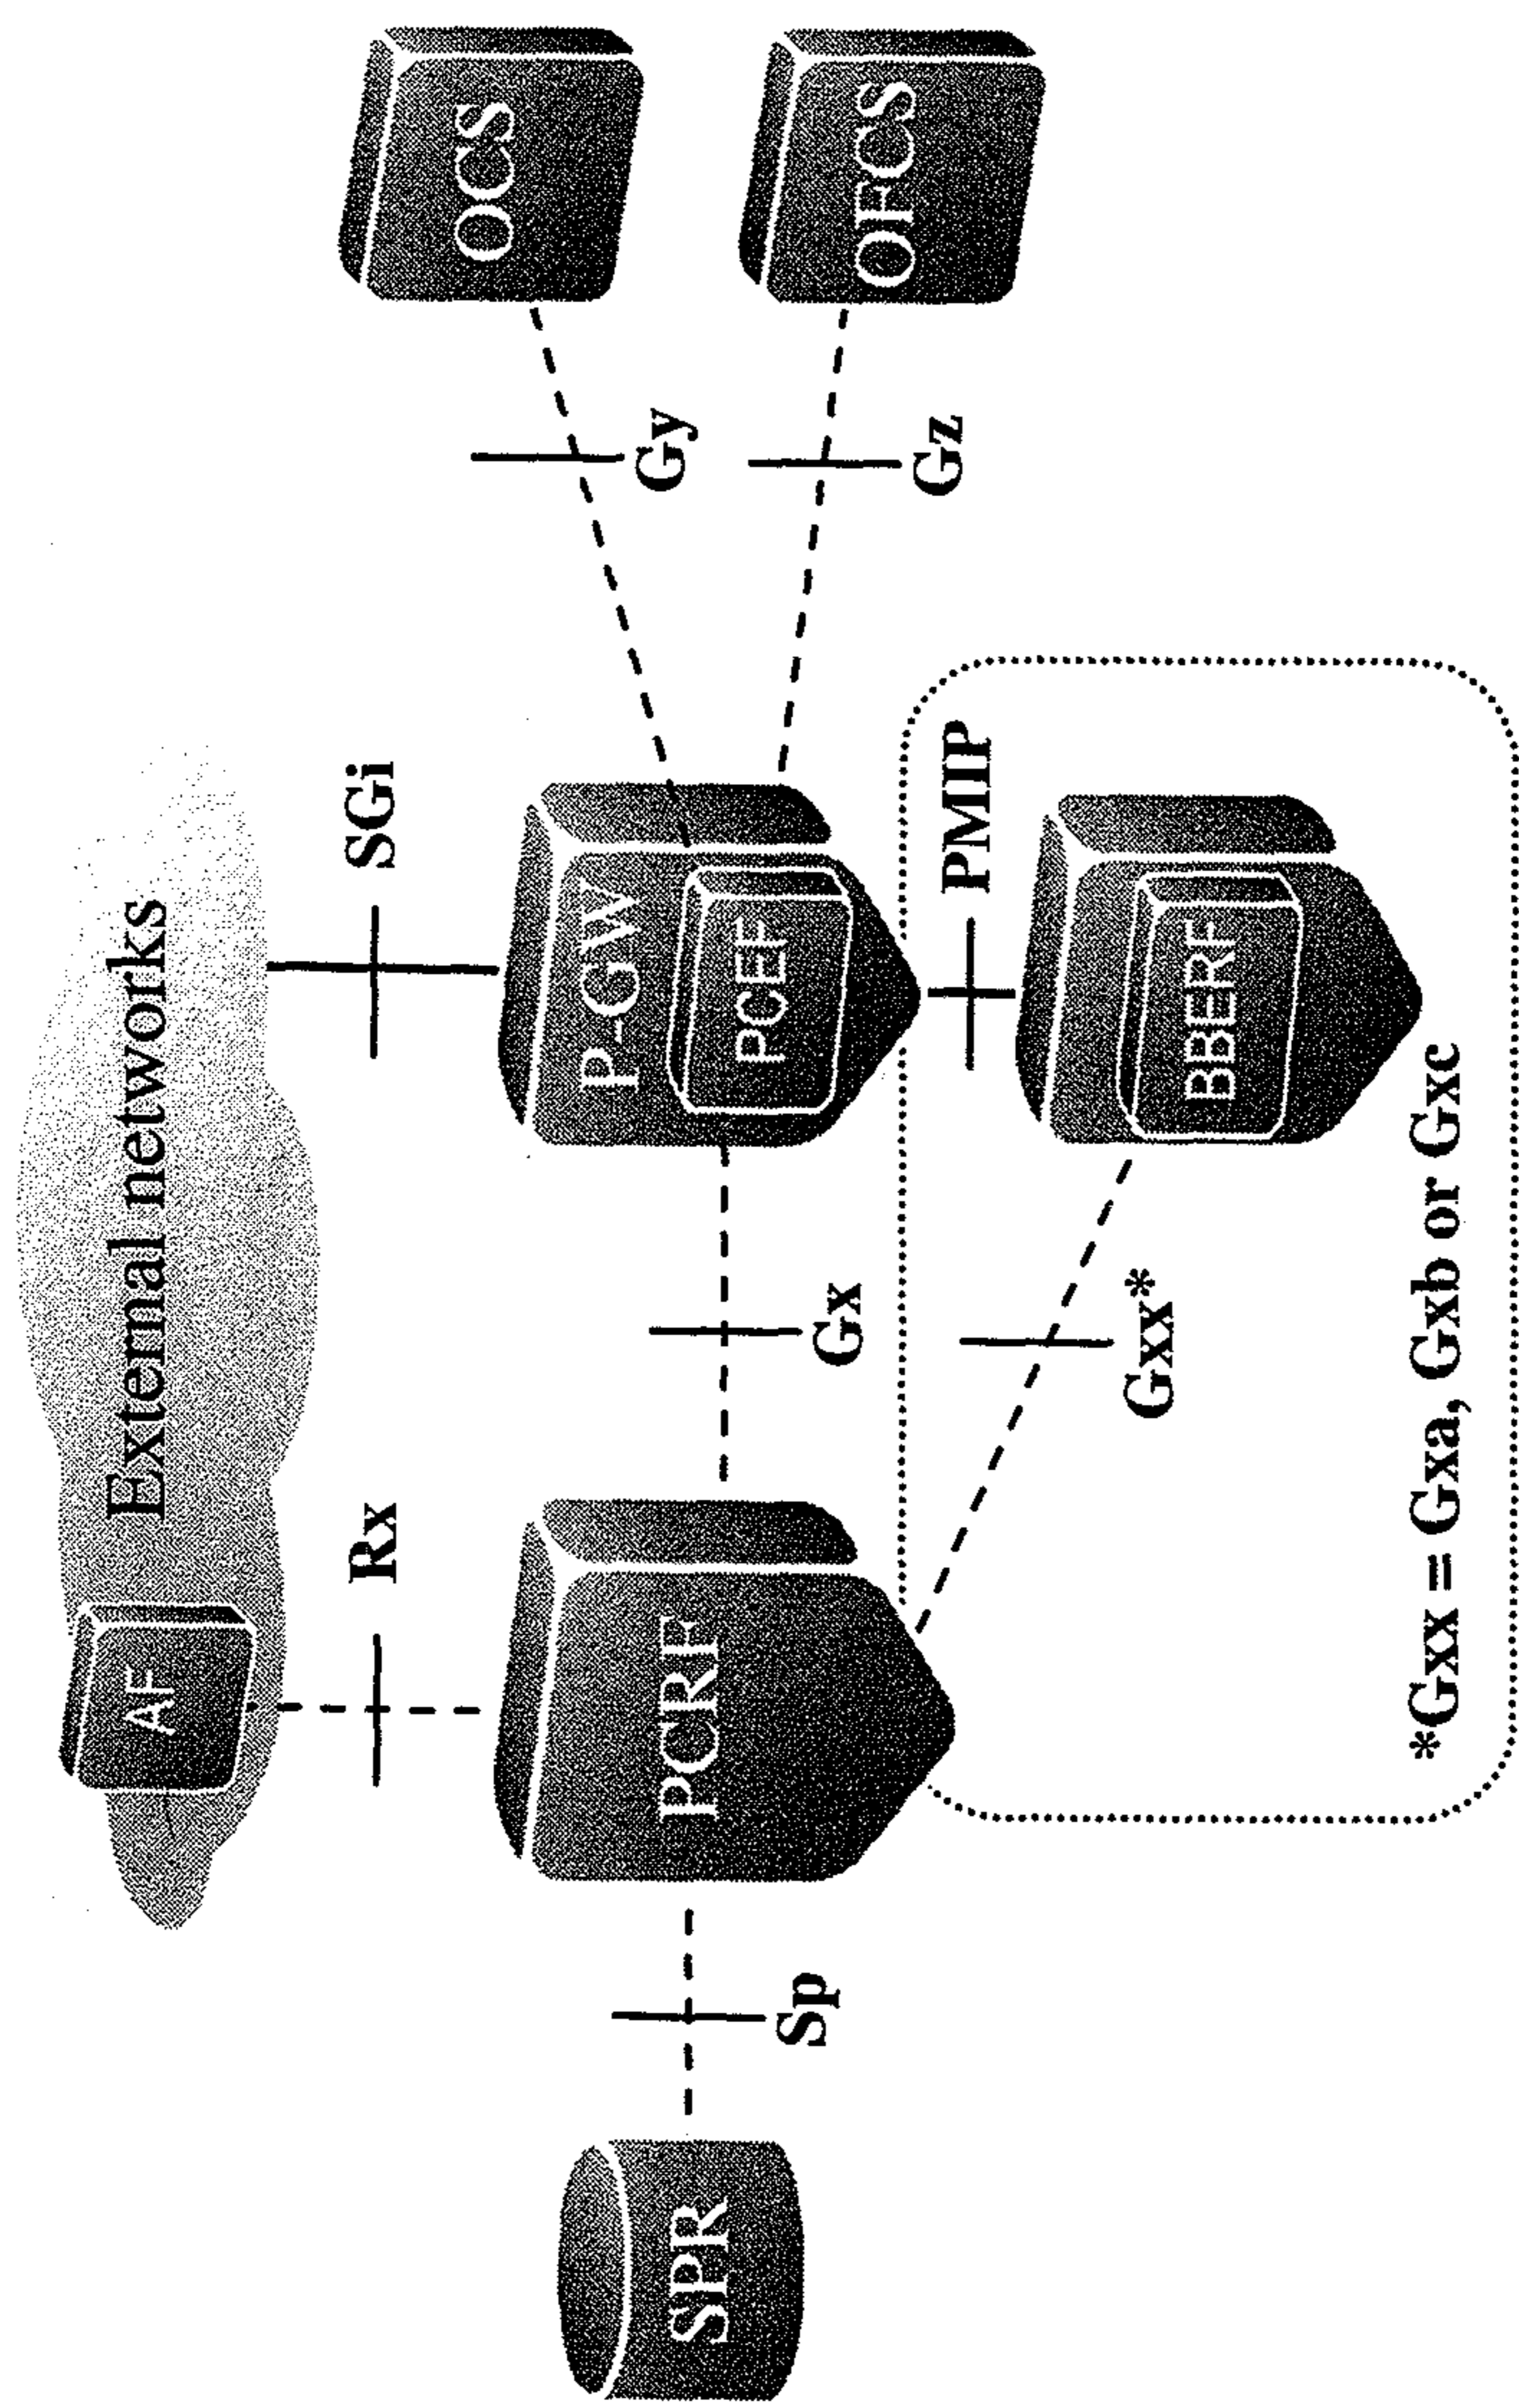 External networks
AF
Rx
SGi
SPR
Sp
PCRF
Gx
P-GW
PCEF
Gy
OCS
Gz
OFCS
PMIP
Gxx*
BBERF
*Gxx = Gxa, Gxb or Gxc